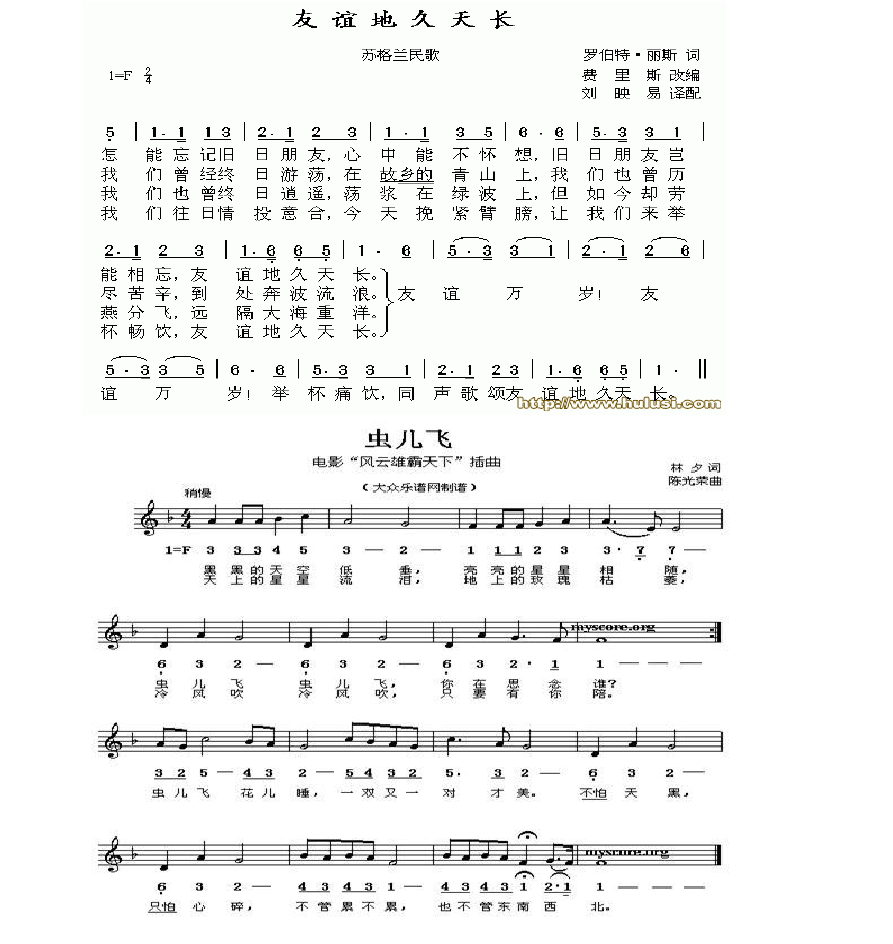 友谊地久天长
苏格兰民歌
罗伯特·丽斯 词
1=F 2/4
费里斯 改编
刘映易 译配
5 | 1· 1 1 3 | 2· 1 2 3 | 1· 1 3 5 | 6· 6 | 5· 3 3 1 |
怎 能忘记旧 日朋友,心 中能不怀 想,旧 日朋友岂
我 们曾经终 日游荡,在 故乡的青山 上,我 们也曾历
我 们也曾终 日逍遥,荡 浆在绿波 上,但 如今却劳
我 们往日情 投意合,今 天挽紧臂 膀,让 我们来举
2· 1 2 3 | 1· 6 6 5 | 1· 6 | 5· 3 3 1 | 2· 6 | 
能相忘,友 谊地久天 长。
尽苦辛,到 处奔波流 浪。友 谊 万 岁! 友
燕分飞,远 隔大海重 洋。
杯畅饮,友 谊地久天 长。
5· 3 3 5 | 6· 6 | 5· 3 3 1 | 2· 1 2 3 | 1· 6 6 5 | 1· ‖
谊 万 岁! 举 杯痛饮,同 声歌颂友 谊地久天 长。
http://www.hulusi.com
虫儿飞
电影“风云雄霸天下”插曲
林夕词
(大众乐谱网制谱)
陈光荣曲
稍慢
1=F 3 3 3 4 5 3 — 2 — 1 1 1 2 3 3· 7 7 —
黑黑的天空 低垂, 亮亮的星星 相随,
天上的星星 流泪, 地上的玫瑰 枯萎,
myscore.org
6 3 2 — 6 3 2 — 6 3 2· 1 1 — —
虫儿飞 虫儿飞, 你在思念 谁?
冷风吹 冷风吹, 只要有你 陪。
3 2 5 — 4 3 2 — 5 4 3 2 5· 3 2 — 6 3 2
虫儿飞 花儿睡, 一双又一 对才美。 不怕天黑,
myscore.org
6 3 2 — 4 3 4 3 1 — 4 3 4 3 1 2· 1 1 — —
只怕心碎, 不管累不累, 也不管东南西 北。